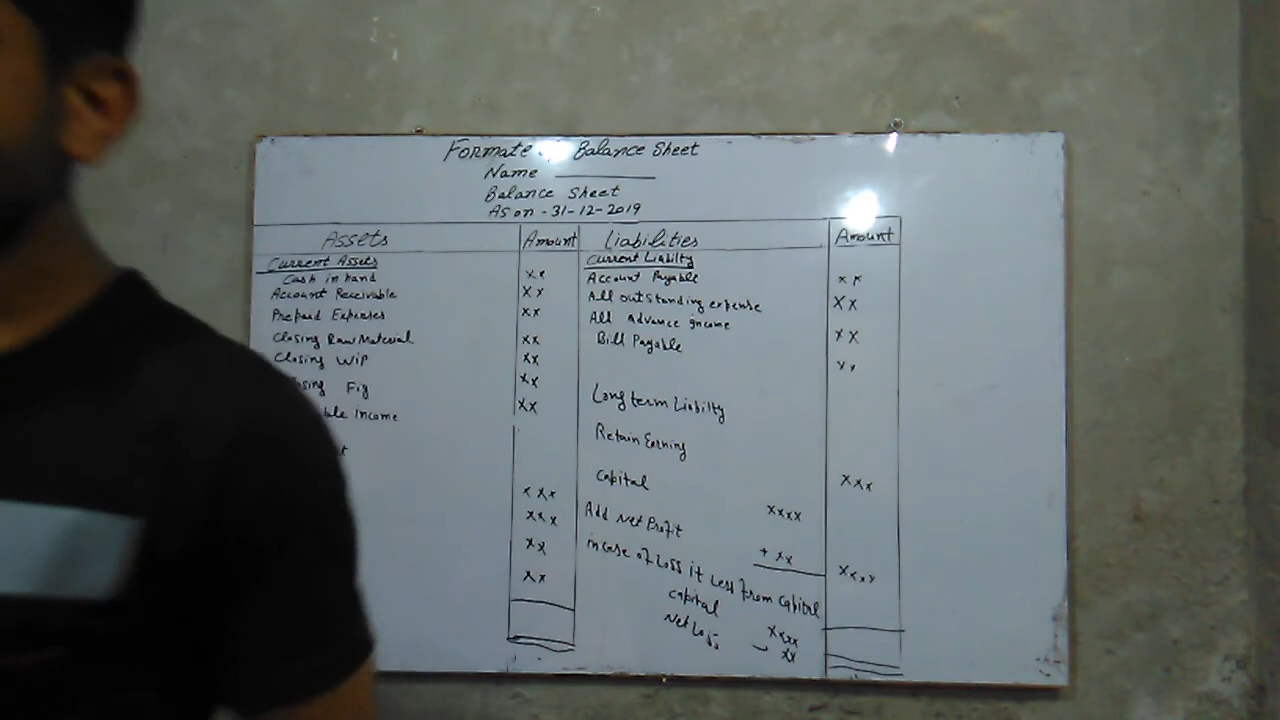 Formate Balance Sheet
Name
Balance Sheet
As on - 31-12-2019
Assets Amount Liabilities Amount
Current Assets Current Liabilty
Cash in hand xx Account Payable xx
Account Receivable xx All outstanding expense xx
Prepaid Expenses xx All Advance Income xx
Closing Raw Material xx Bill Payable xx
Closing WIP xx
Fig xx
Income xx Long term Liabilty
Retain Earning
xxx Capital xxx
xxx Add Net Profit xxxx
xx + xx xxxx
xx in case of Loss it Less from Capital
Capital xxxx
Net Loss - xx